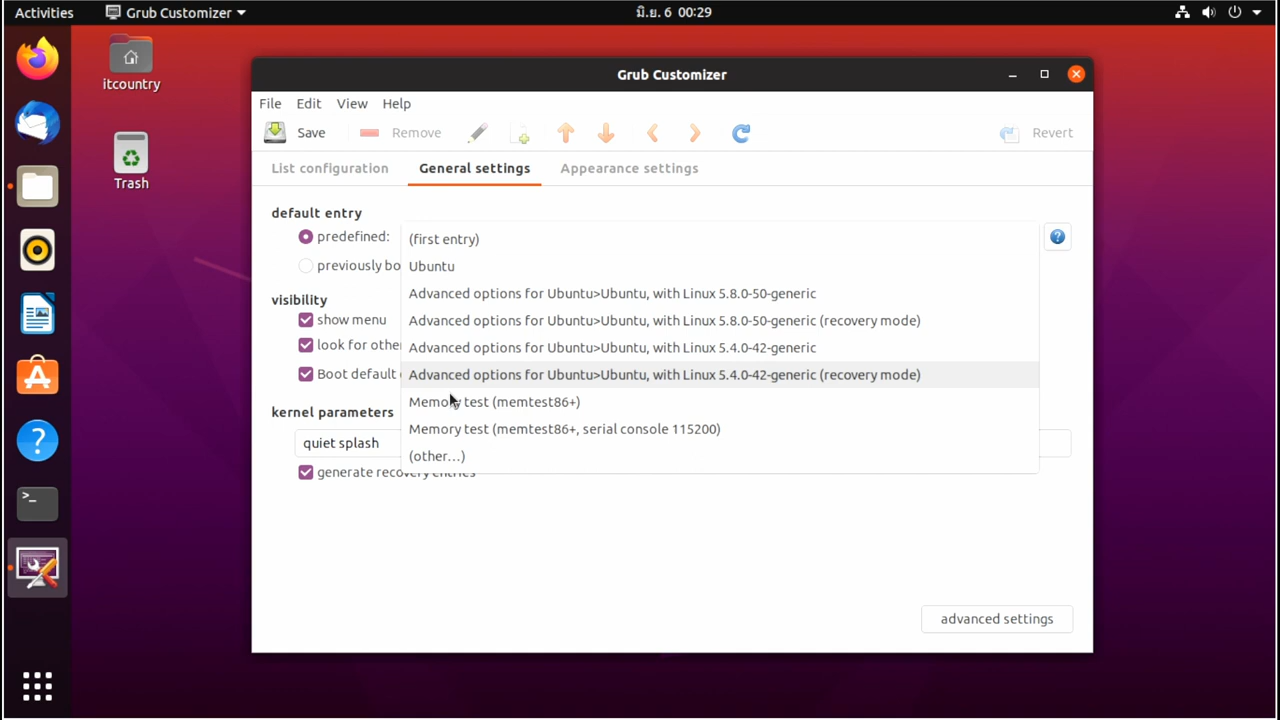 Activities
Grub Customizer
มิ.ย. 6 00:29
itcountry
Trash
Grub Customizer
File Edit View Help
Save Remove Revert
List configuration General settings Appearance settings
default entry
predefined:
previously bo
(first entry)
Ubuntu
Advanced options for Ubuntu>Ubuntu, with Linux 5.8.0-50-generic
Advanced options for Ubuntu>Ubuntu, with Linux 5.8.0-50-generic (recovery mode)
Advanced options for Ubuntu>Ubuntu, with Linux 5.4.0-42-generic
Advanced options for Ubuntu>Ubuntu, with Linux 5.4.0-42-generic (recovery mode)
Memory test (memtest86+)
Memory test (memtest86+, serial console 115200)
(other…)
visibility
show menu
look for othe
Boot default
kernel parameters
quiet splash
generate recovery entries
advanced settings